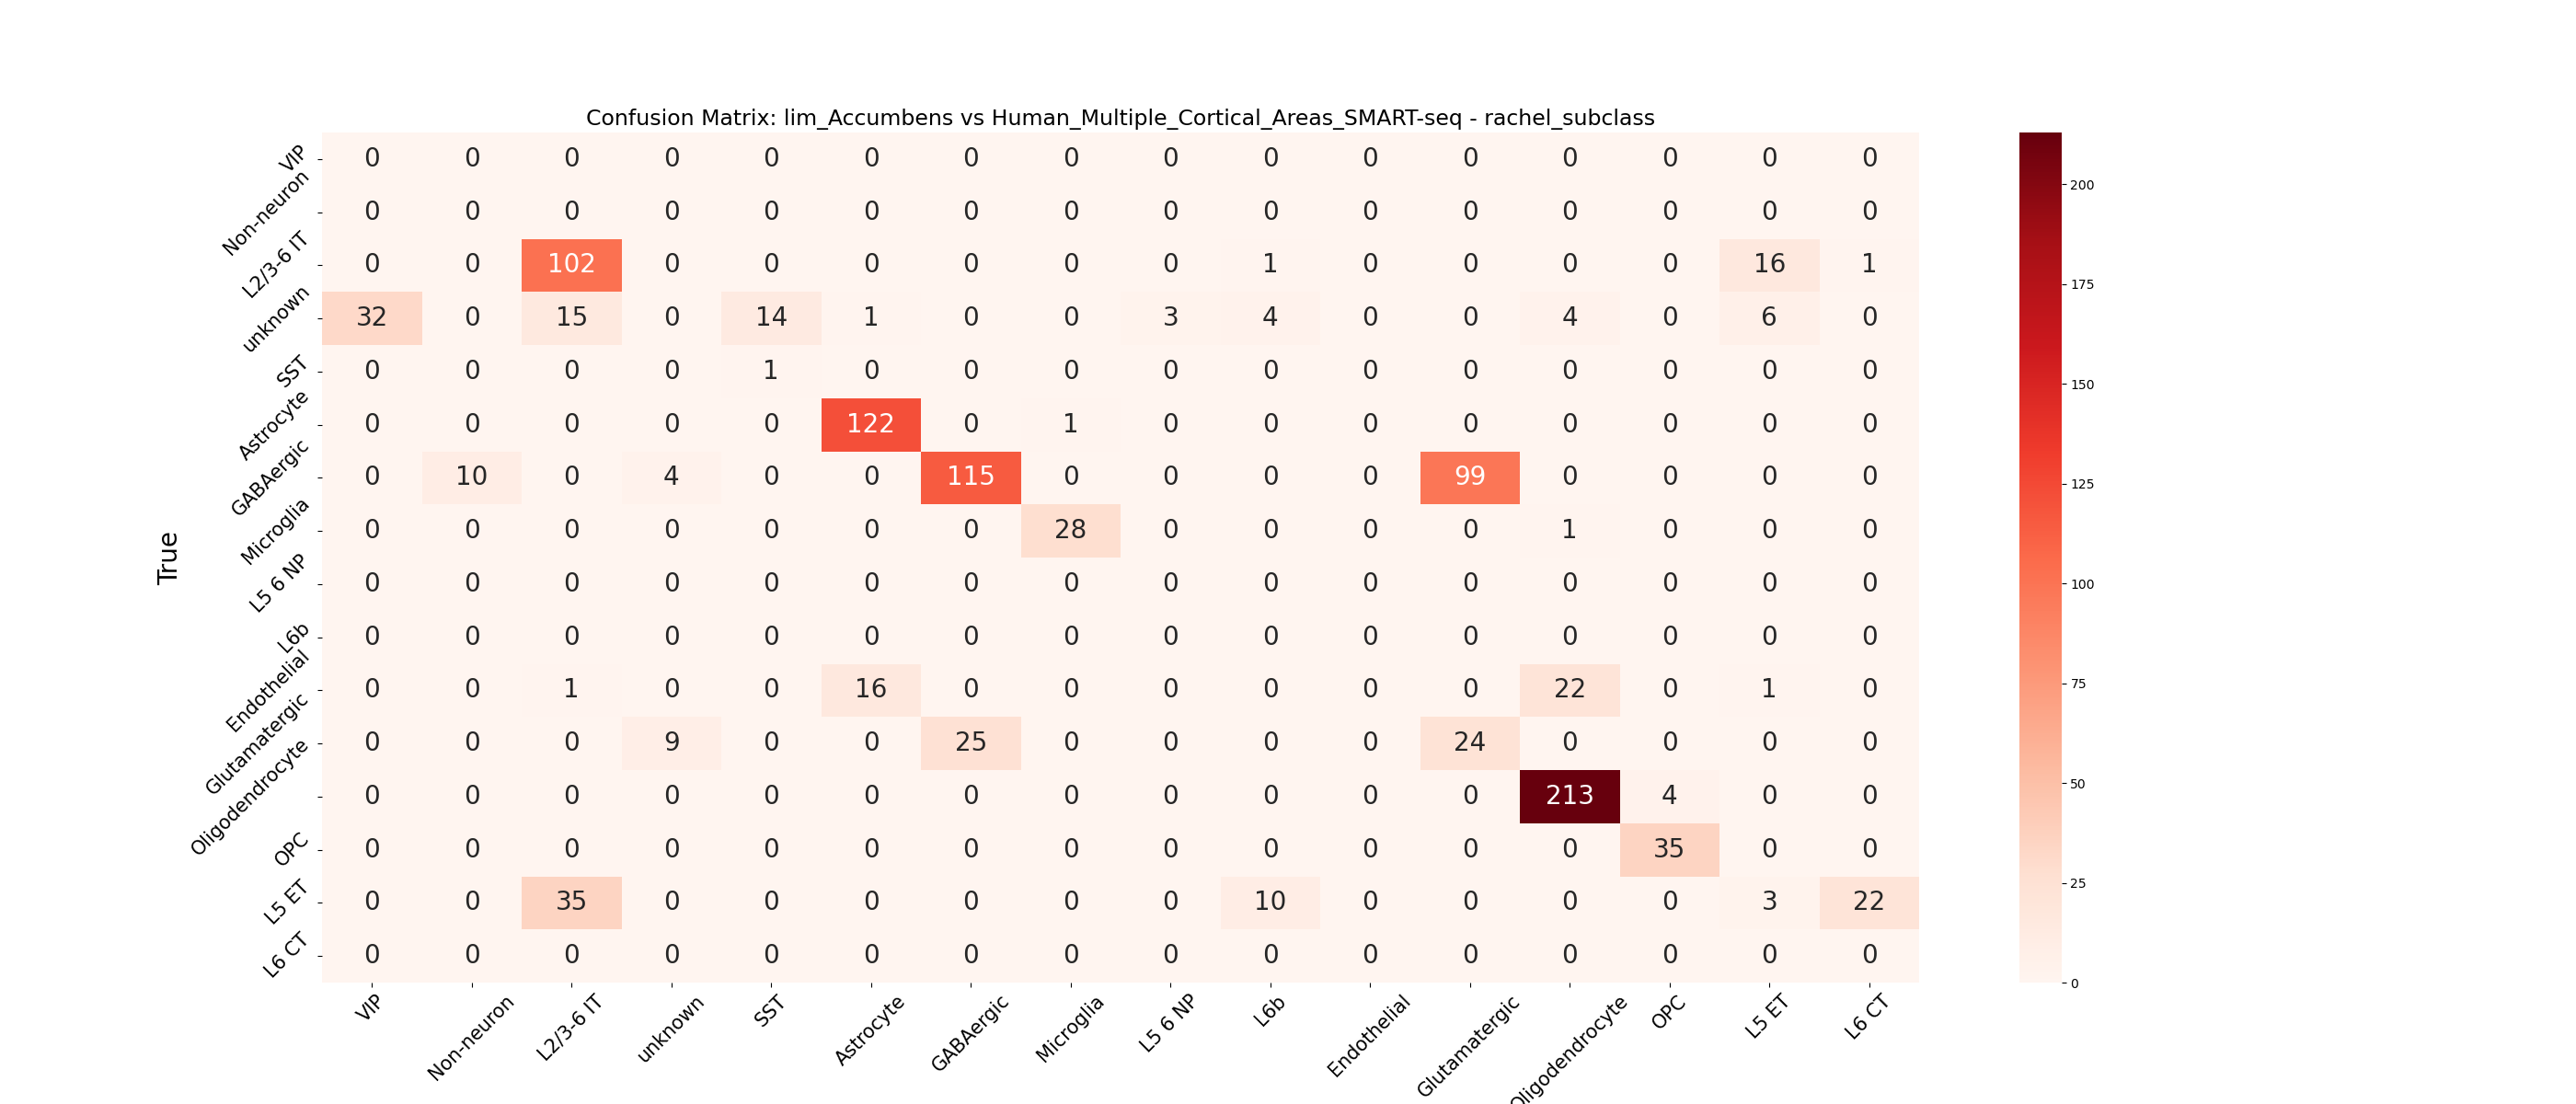 Confusion Matrix: lim_Accumbens vs Human_Multiple_Cortical_Areas_SMART-seq - rachel_subclass
True
VIP 0 0 0 0 0 0 0 0 0 0 0 0 0 0 0 0
Non-neuron 0 0 0 0 0 0 0 0 0 0 0 0 0 0 0 0
L2/3-6 IT 0 0 102 0 0 0 0 0 0 1 0 0 0 0 16 1
unknown 32 0 15 0 14 1 0 0 3 4 0 0 4 0 6 0
SST 0 0 0 0 1 0 0 0 0 0 0 0 0 0 0 0
Astrocyte 0 0 0 0 0 122 0 1 0 0 0 0 0 0 0 0
GABAergic 0 10 0 4 0 0 115 0 0 0 0 99 0 0 0 0
Microglia 0 0 0 0 0 0 0 28 0 0 0 0 1 0 0 0
L5 6 NP 0 0 0 0 0 0 0 0 0 0 0 0 0 0 0 0
L6b 0 0 0 0 0 0 0 0 0 0 0 0 0 0 0 0
Endothelial 0 0 1 0 0 16 0 0 0 0 0 0 22 0 1 0
Glutamatergic 0 0 0 9 0 0 25 0 0 0 0 24 0 0 0 0
Oligodendrocyte 0 0 0 0 0 0 0 0 0 0 0 0 213 4 0 0
OPC 0 0 0 0 0 0 0 0 0 0 0 0 0 35 0 0
L5 ET 0 0 35 0 0 0 0 0 0 10 0 0 0 0 3 22
L6 CT 0 0 0 0 0 0 0 0 0 0 0 0 0 0 0 0
VIP Non-neuron L2/3-6 IT unknown SST Astrocyte GABAergic Microglia L5 6 NP L6b Endothelial Glutamatergic Oligodendrocyte OPC L5 ET L6 CT
200
175
150
125
100
75
50
25
0